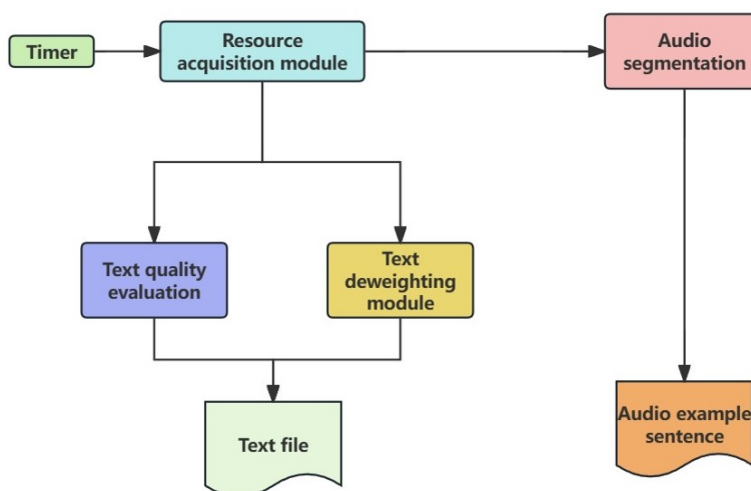 Timer
Resource
acquisition module
Audio
segmentation
Text quality
evaluation
Text
deweighting
module
Text file
Audio example
sentence